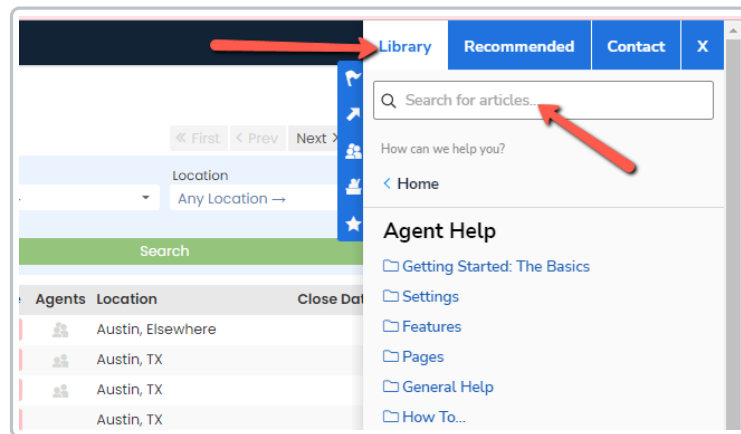 Library Recommended Contact X
Search for articles...
How can we help you?
< Home
Agent Help
Getting Started: The Basics
Settings
Features
Pages
General Help
How To...
« First < Prev Next >
Location
Any Location →
Search
Agents Location Close Dat
Austin, Elsewhere
Austin, TX
Austin, TX
Austin, TX